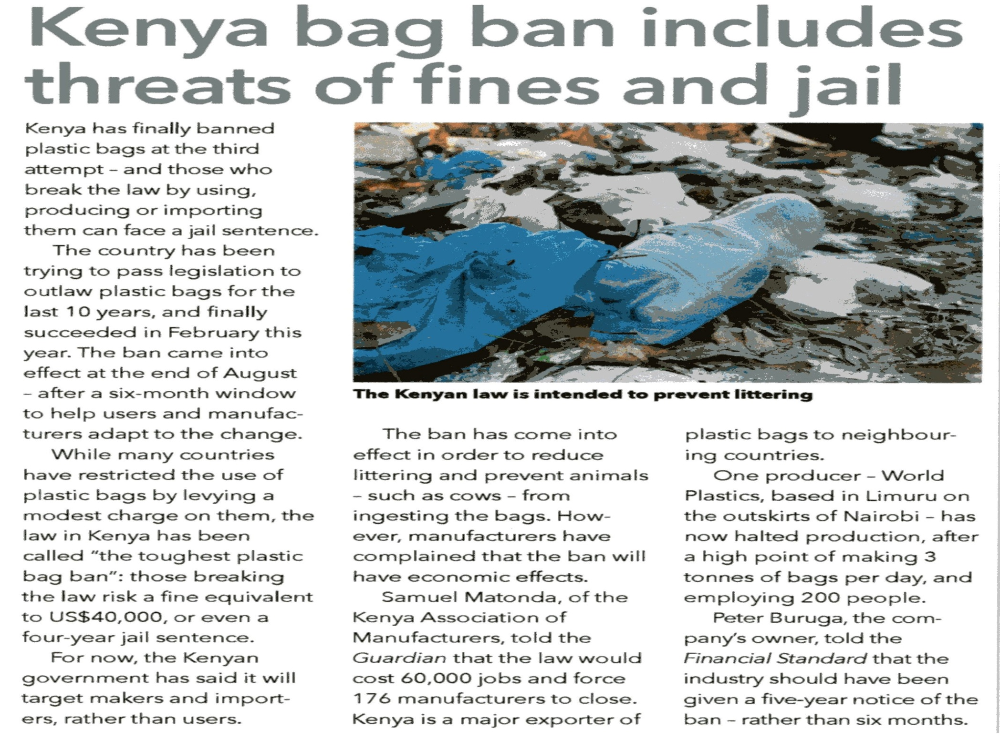 Kenya bag ban includes
threats of fines and jail
Kenya has finally banned
plastic bags at the third
attempt – and those who
break the law by using,
producing or importing
them can face a jail sentence.
The country has been
trying to pass legislation to
outlaw plastic bags for the
last 10 years, and finally
succeeded in February this
year. The ban came into
effect at the end of August
– after a six-month window
to help users and manufac-
turers adapt to the change.
While many countries
have restricted the use of
plastic bags by levying a
modest charge on them, the
law in Kenya has been
called "the toughest plastic
bag ban": those breaking
the law risk a fine equivalent
to US$40,000, or even a
four-year jail sentence.
For now, the Kenyan
government has said it will
target makers and import-
ers, rather than users.
The Kenyan law is intended to prevent littering
The ban has come into
effect in order to reduce
littering and prevent animals
– such as cows – from
ingesting the bags. How-
ever, manufacturers have
complained that the ban will
have economic effects.
Samuel Matonda, of the
Kenya Association of
Manufacturers, told the
Guardian that the law would
cost 60,000 jobs and force
176 manufacturers to close.
Kenya is a major exporter of
plastic bags to neighbour-
ing countries.
One producer – World
Plastics, based in Limuru on
the outskirts of Nairobi – has
now halted production, after
a high point of making 3
tonnes of bags per day, and
employing 200 people.
Peter Buruga, the com-
pany's owner, told the
Financial Standard that the
industry should have been
given a five-year notice of the
ban – rather than six months.